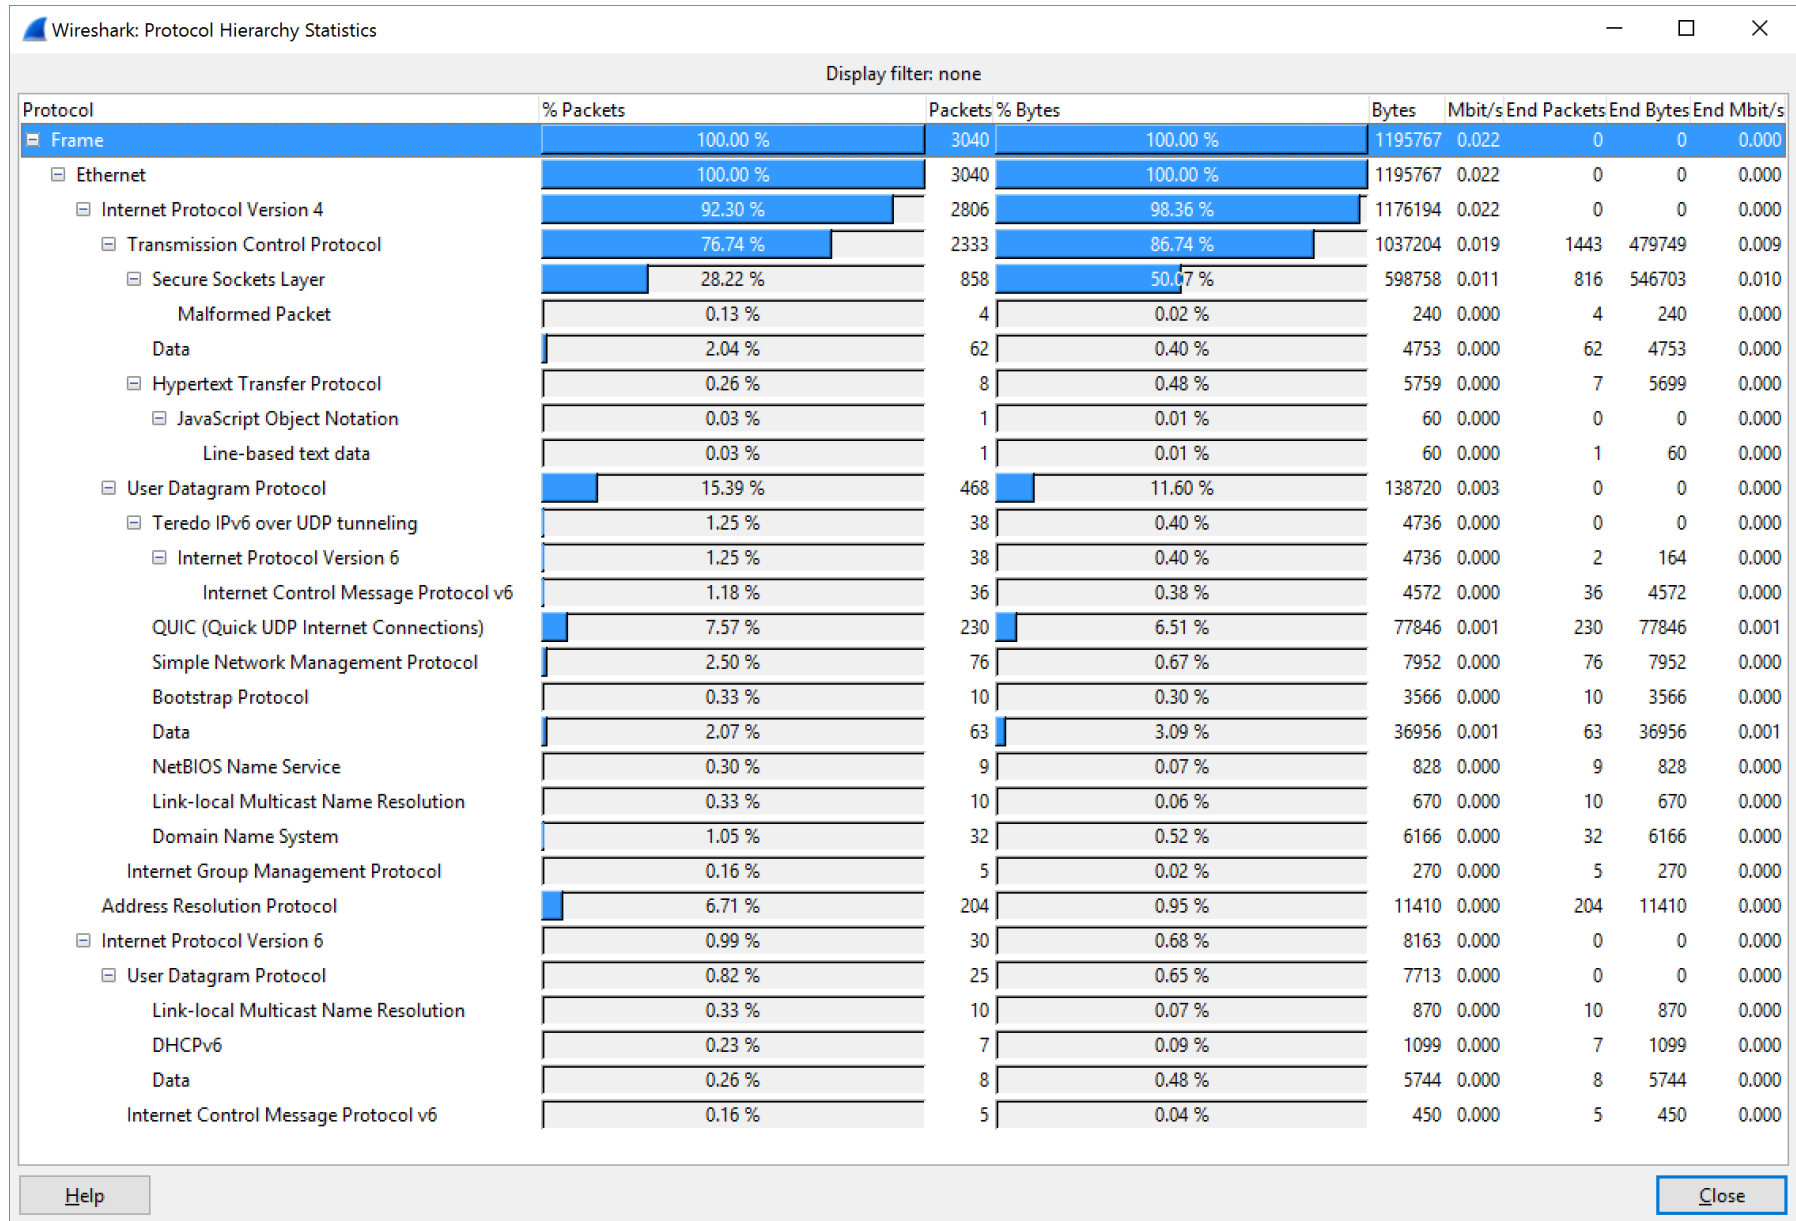 Wireshark: Protocol Hierarchy Statistics
Display filter: none
Protocol % Packets Packets % Bytes Bytes Mbit/s End Packets End Bytes End Mbit/s
Frame 100.00 % 3040 100.00 % 1195767 0.022 0 0 0.000
Ethernet 100.00 % 3040 100.00 % 1195767 0.022 0 0 0.000
Internet Protocol Version 4 92.30 % 2806 98.36 % 1176194 0.022 0 0 0.000
Transmission Control Protocol 76.74 % 2333 86.74 % 1037204 0.019 1443 479749 0.009
Secure Sockets Layer 28.22 % 858 50.07 % 598758 0.011 816 546703 0.010
Malformed Packet 0.13 % 4 0.02 % 240 0.000 4 240 0.000
Data 2.04 % 62 0.40 % 4753 0.000 62 4753 0.000
Hypertext Transfer Protocol 0.26 % 8 0.48 % 5759 0.000 7 5699 0.000
JavaScript Object Notation 0.03 % 1 0.01 % 60 0.000 0 0 0.000
Line-based text data 0.03 % 1 0.01 % 60 0.000 1 60 0.000
User Datagram Protocol 15.39 % 468 11.60 % 138720 0.003 0 0 0.000
Teredo IPv6 over UDP tunneling 1.25 % 38 0.40 % 4736 0.000 0 0 0.000
Internet Protocol Version 6 1.25 % 38 0.40 % 4736 0.000 2 164 0.000
Internet Control Message Protocol v6 1.18 % 36 0.38 % 4572 0.000 36 4572 0.000
QUIC (Quick UDP Internet Connections) 7.57 % 230 6.51 % 77846 0.001 230 77846 0.001
Simple Network Management Protocol 2.50 % 76 0.67 % 7952 0.000 76 7952 0.000
Bootstrap Protocol 0.33 % 10 0.30 % 3566 0.000 10 3566 0.000
Data 2.07 % 63 3.09 % 36956 0.001 63 36956 0.001
NetBIOS Name Service 0.30 % 9 0.07 % 828 0.000 9 828 0.000
Link-local Multicast Name Resolution 0.33 % 10 0.06 % 670 0.000 10 670 0.000
Domain Name System 1.05 % 32 0.52 % 6166 0.000 32 6166 0.000
Internet Group Management Protocol 0.16 % 5 0.02 % 270 0.000 5 270 0.000
Address Resolution Protocol 6.71 % 204 0.95 % 11410 0.000 204 11410 0.000
Internet Protocol Version 6 0.99 % 30 0.68 % 8163 0.000 0 0 0.000
User Datagram Protocol 0.82 % 25 0.65 % 7713 0.000 0 0 0.000
Link-local Multicast Name Resolution 0.33 % 10 0.07 % 870 0.000 10 870 0.000
DHCPv6 0.23 % 7 0.09 % 1099 0.000 7 1099 0.000
Data 0.26 % 8 0.48 % 5744 0.000 8 5744 0.000
Internet Control Message Protocol v6 0.16 % 5 0.04 % 450 0.000 5 450 0.000
Help Close